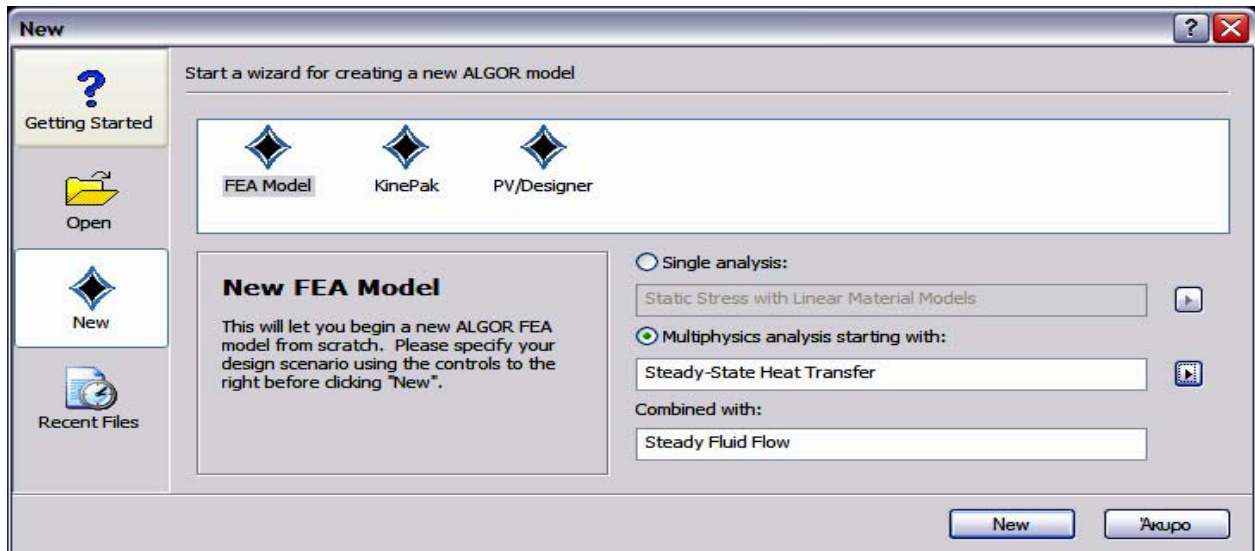 New
Getting Started
Open
New
Recent Files
Start a wizard for creating a new ALGOR model
FEA Model
KinePak
PV/Designer
New FEA Model
This will let you begin a new ALGOR FEA
model from scratch. Please specify your
design scenario using the controls to the
right before clicking "New".
Single analysis:
Static Stress with Linear Material Models
Multiphysics analysis starting with:
Steady-State Heat Transfer
Combined with:
Steady Fluid Flow
New
Άκυρο